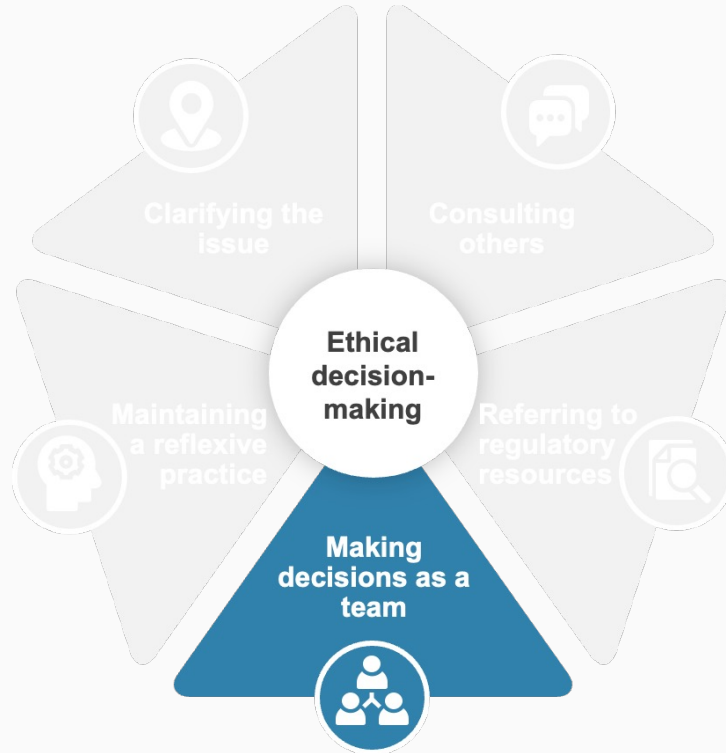 Clarifying the
issue
Consulting
others
Ethical
decision-
making
Maintaining
a reflexive
practice
Referring to
regulatory
resources
Making
decisions as a
team